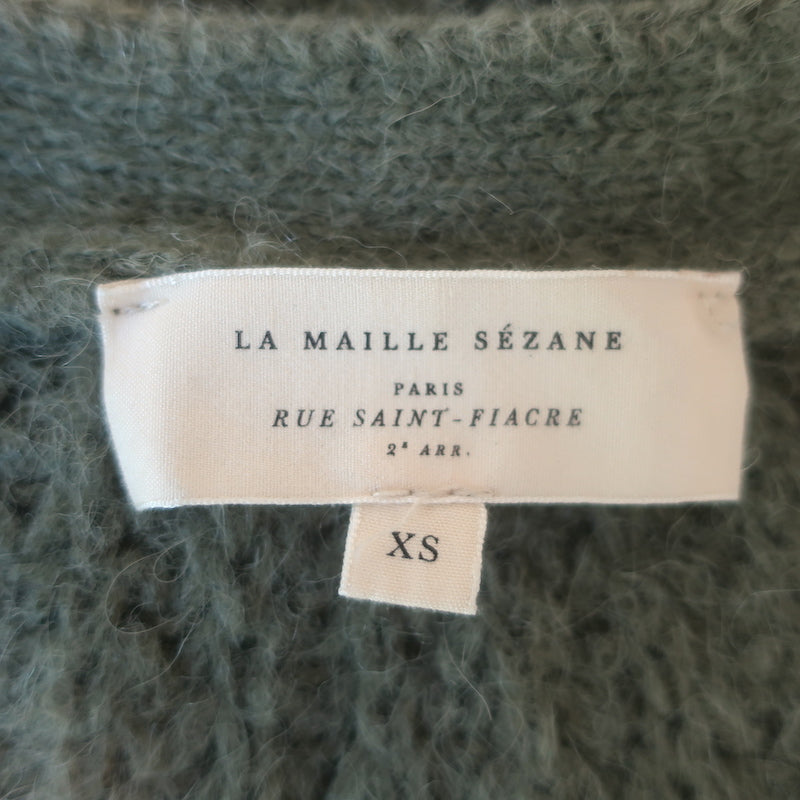 LA MAILLE SÉZANE
PARIS
RUE SAINT-FIACRE
2ᵉ ARR.
XS